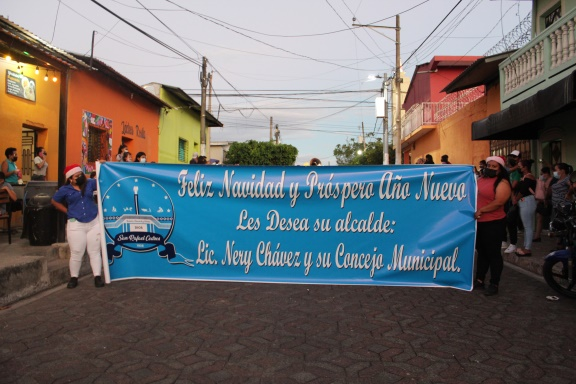 Feliz Navidad y Próspero Año Nuevo
Les Desea su alcalde:
Lic. Nery Chávez y su Concejo Municipal.
San Rafael Cedros